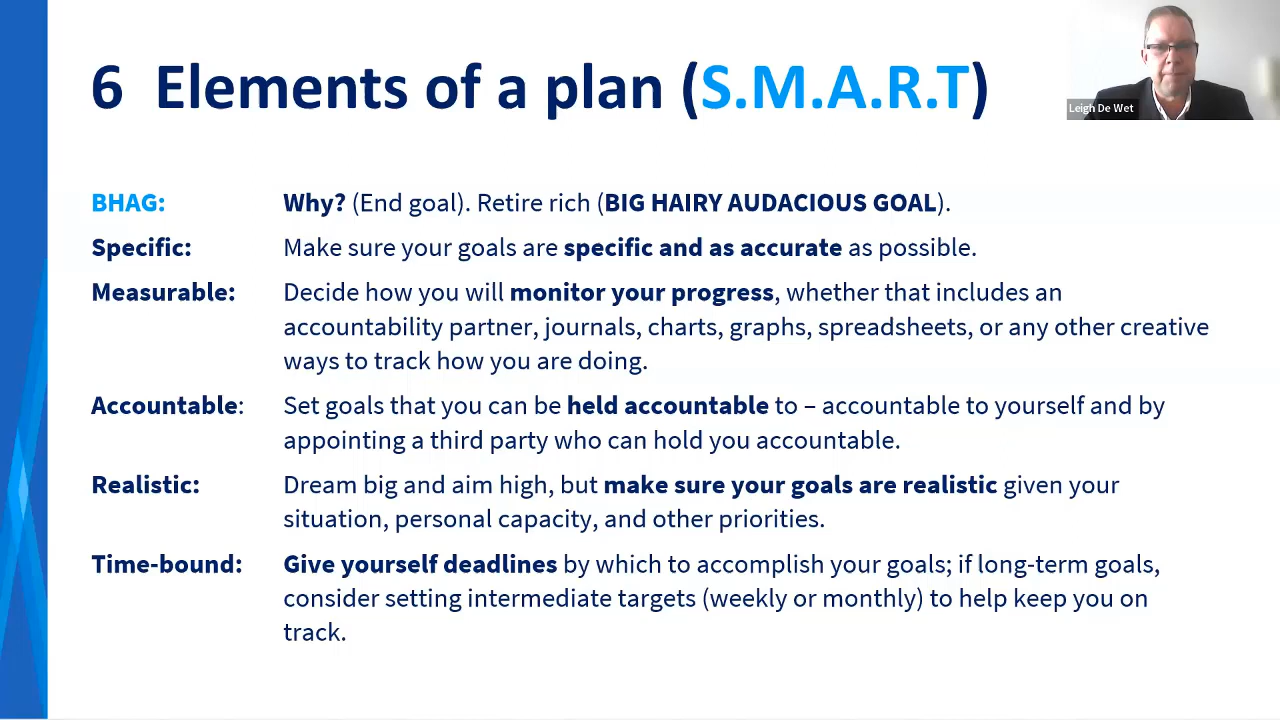 6 Elements of a plan (S.M.A.R.T)
Leigh De Wet
BHAG: Why? (End goal). Retire rich (BIG HAIRY AUDACIOUS GOAL).
Specific: Make sure your goals are specific and as accurate as possible.
Measurable: Decide how you will monitor your progress, whether that includes an
accountability partner, journals, charts, graphs, spreadsheets, or any other creative
ways to track how you are doing.
Accountable: Set goals that you can be held accountable to – accountable to yourself and by
appointing a third party who can hold you accountable.
Realistic: Dream big and aim high, but make sure your goals are realistic given your
situation, personal capacity, and other priorities.
Time-bound: Give yourself deadlines by which to accomplish your goals; if long-term goals,
consider setting intermediate targets (weekly or monthly) to help keep you on
track.